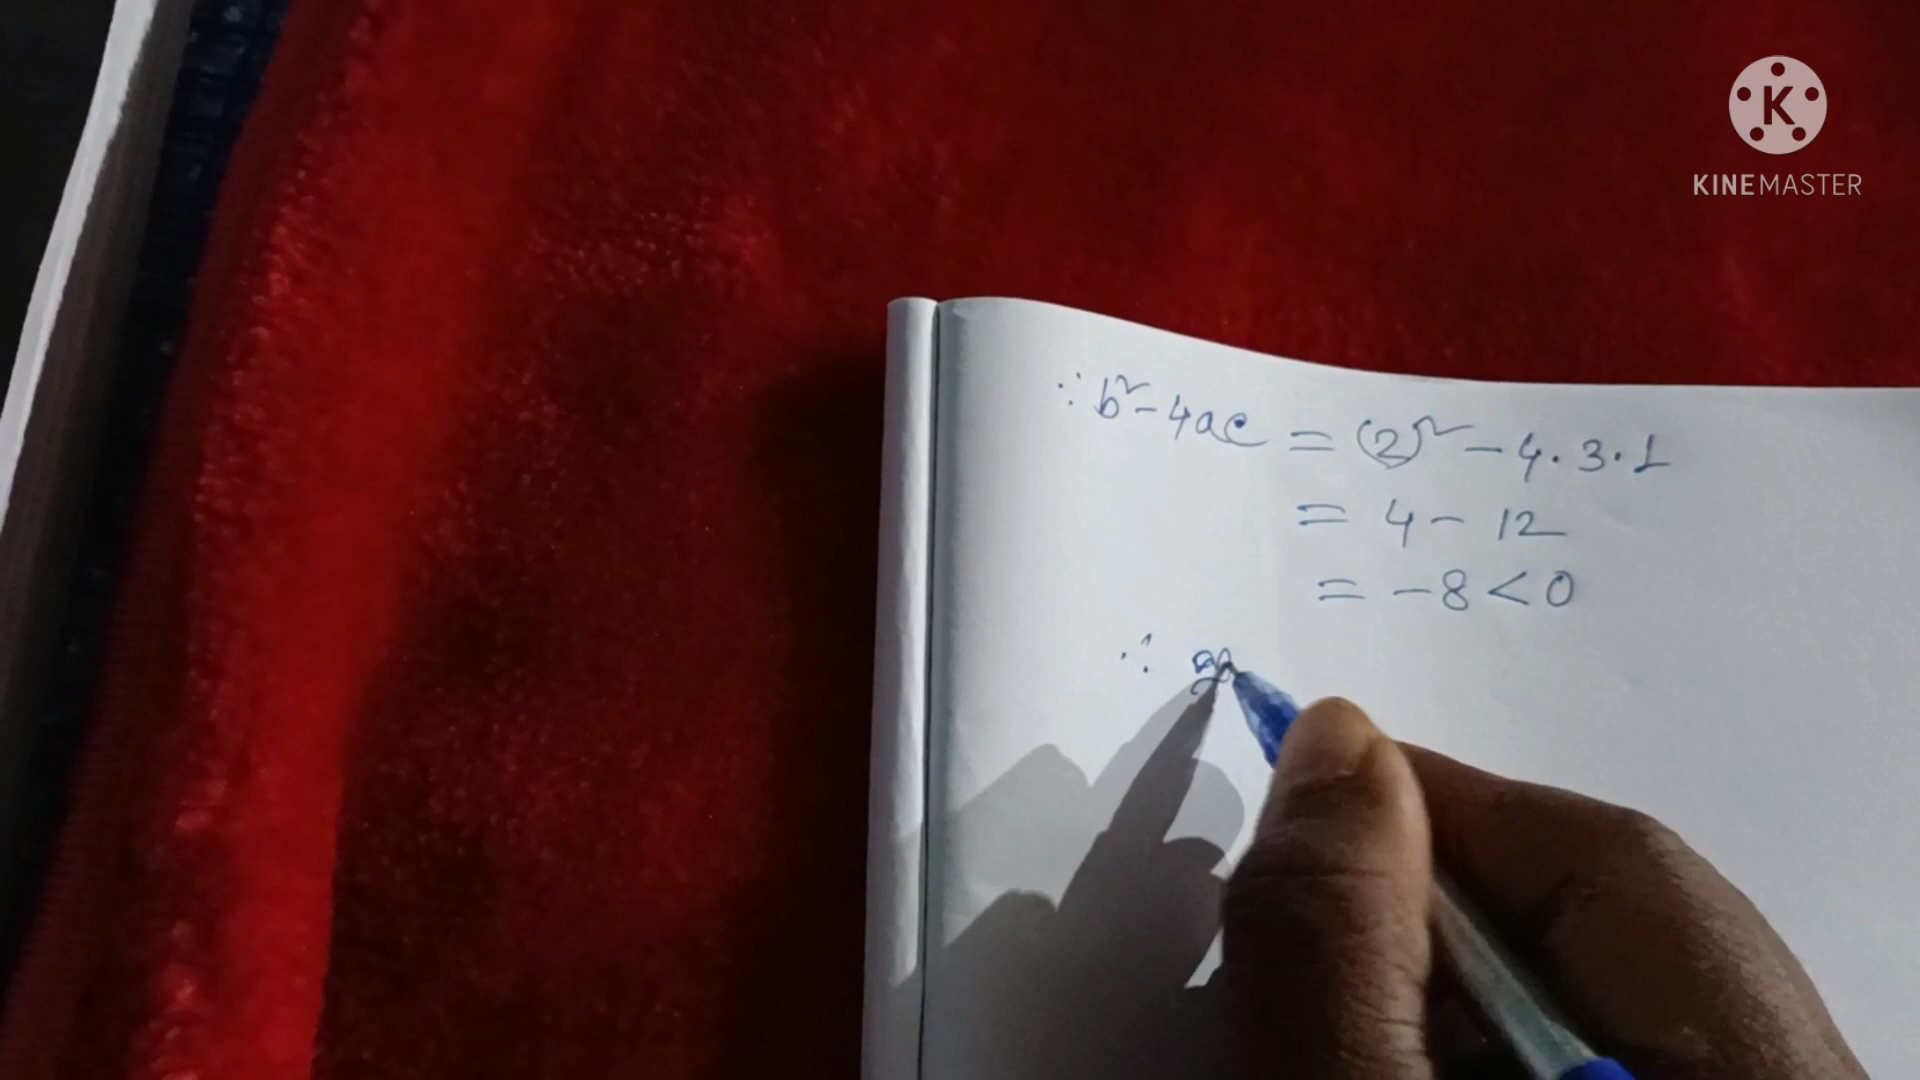 K
KINEMASTER
∵ b² - 4ac = (2)² - 4·3·1
= 4 - 12
= -8 < 0
∴